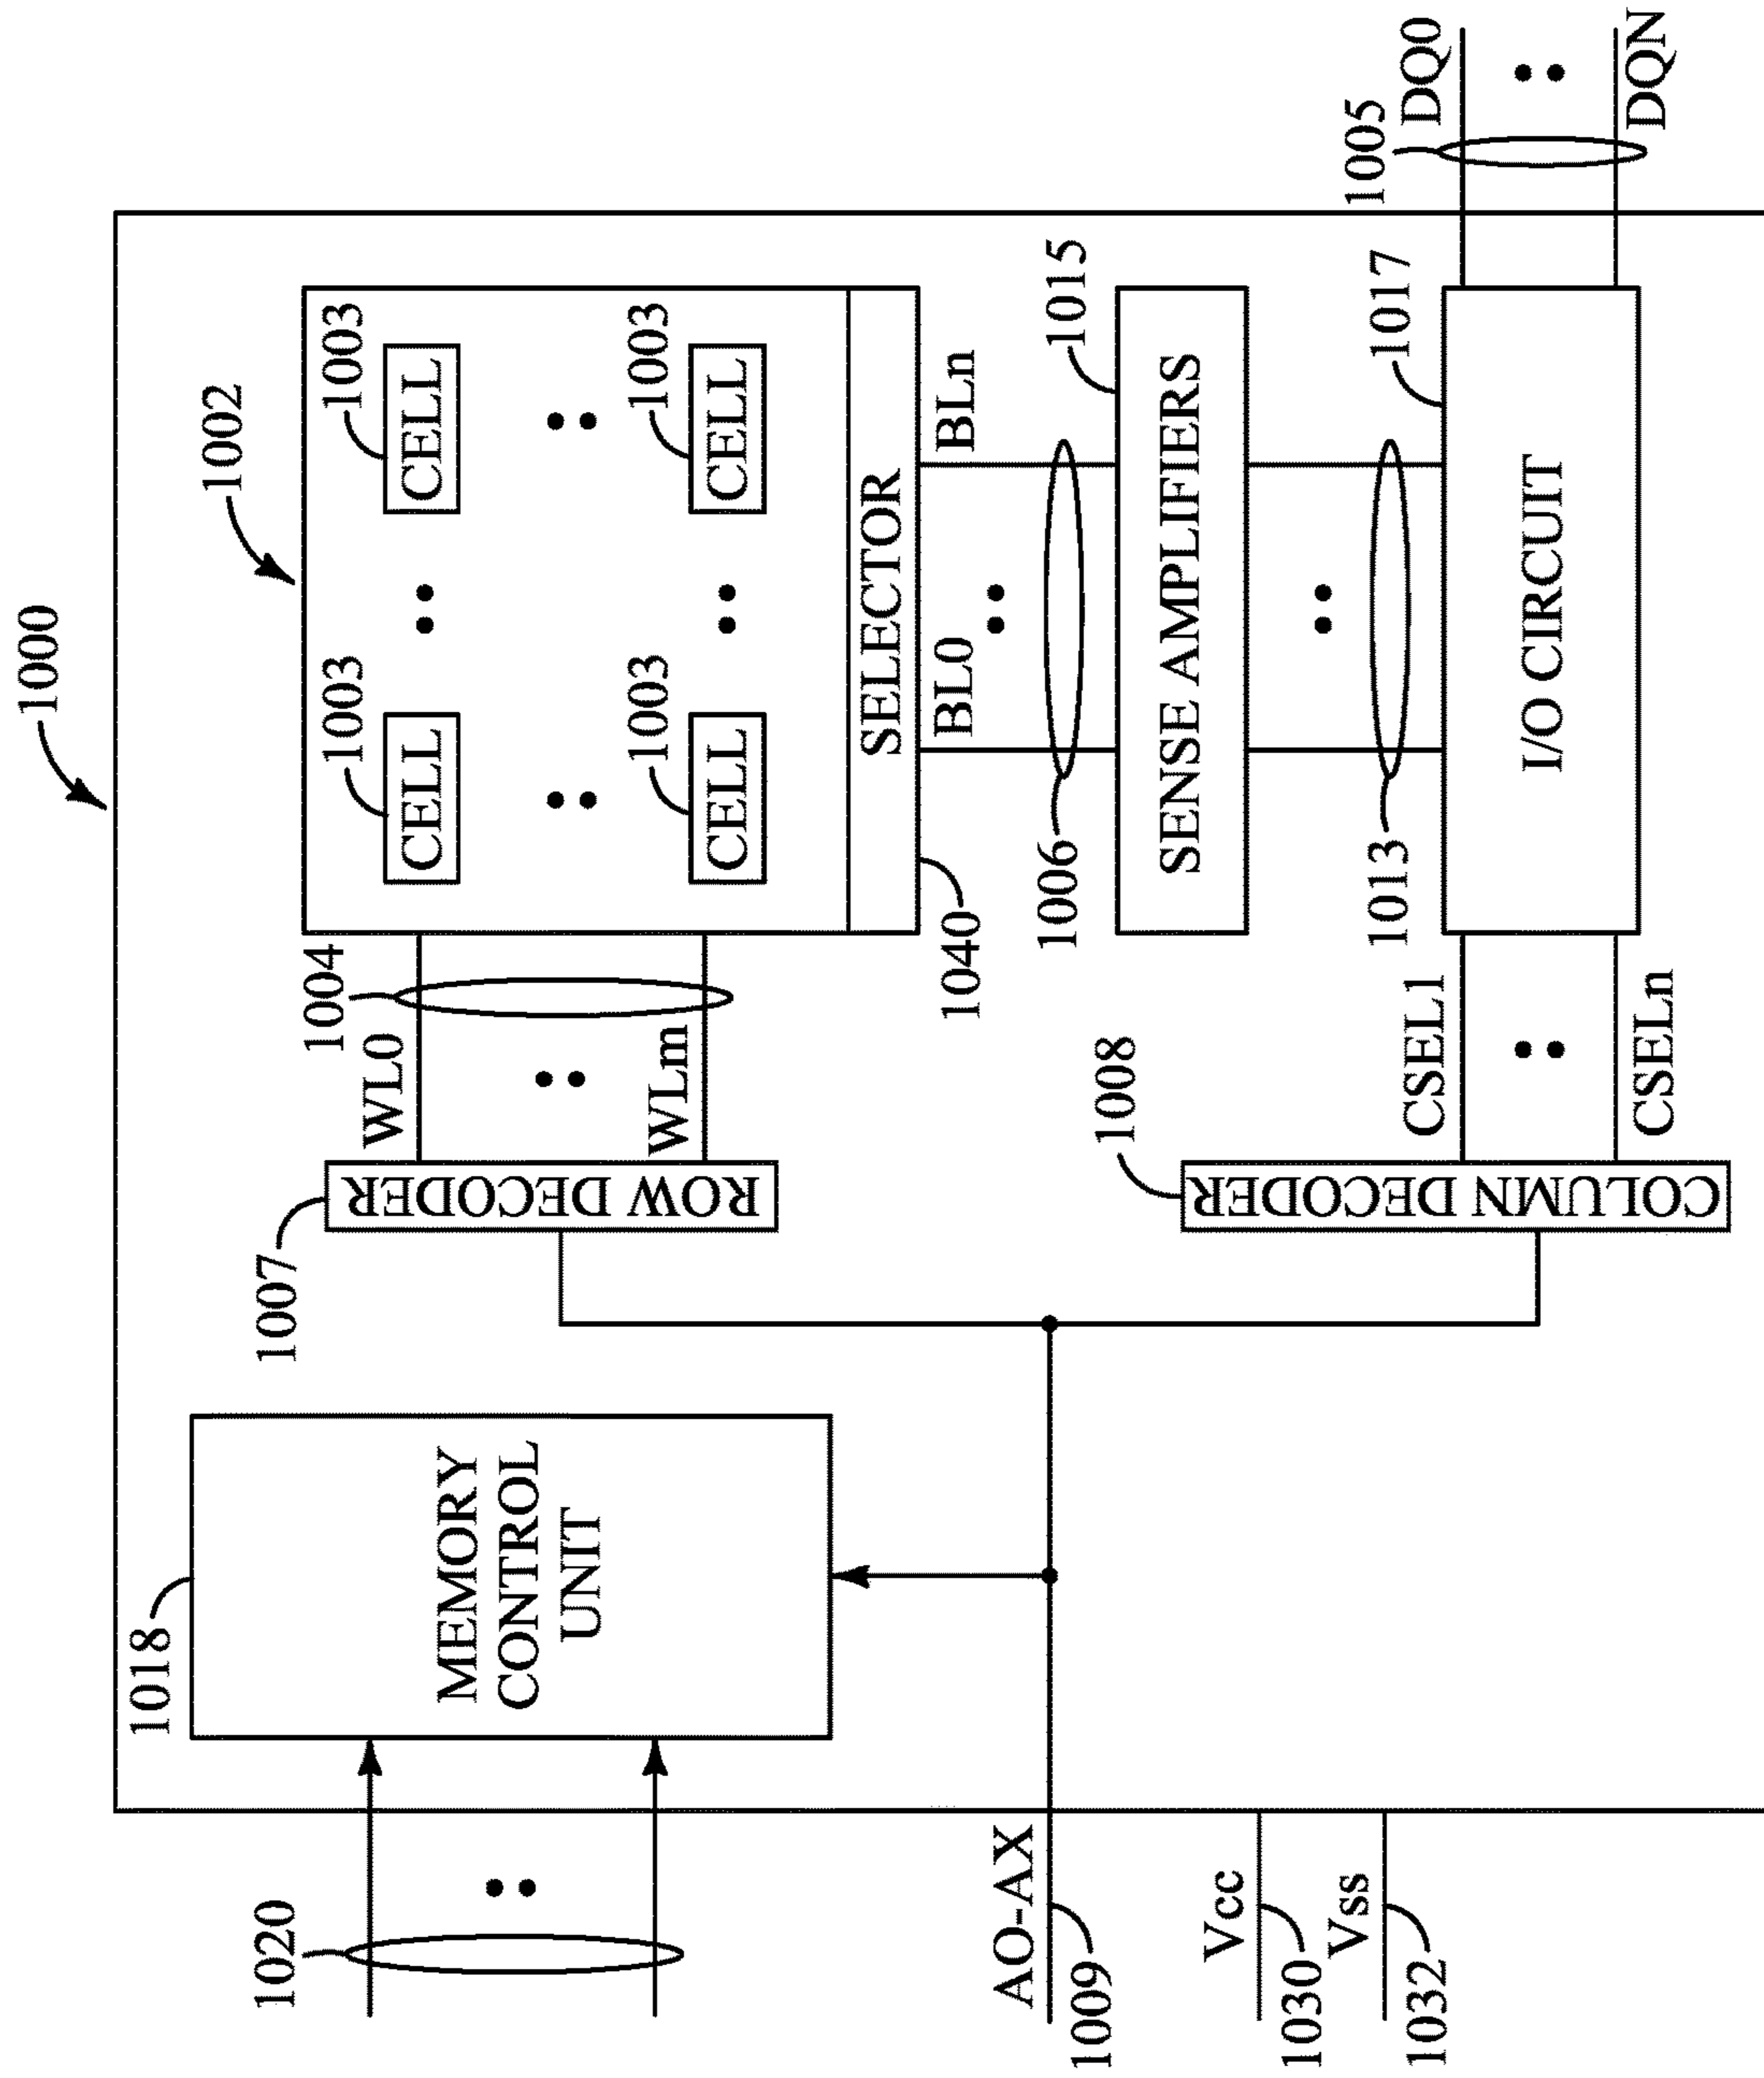 1000
1002
1018
1020
MEMORY
CONTROL
UNIT
1007
ROW DECODER
1004
WL0
WLm
1003
CELL
1003
CELL
1003
CELL
1003
CELL
SELECTOR
1040
BL0
BLn
1006
1015
SENSE AMPLIFIERS
1013
1017
I/O CIRCUIT
1008
COLUMN DECODER
CSEL1
CSELn
1005
DQ0
DQN
AO-AX
1009
Vcc
1030
Vss
1032